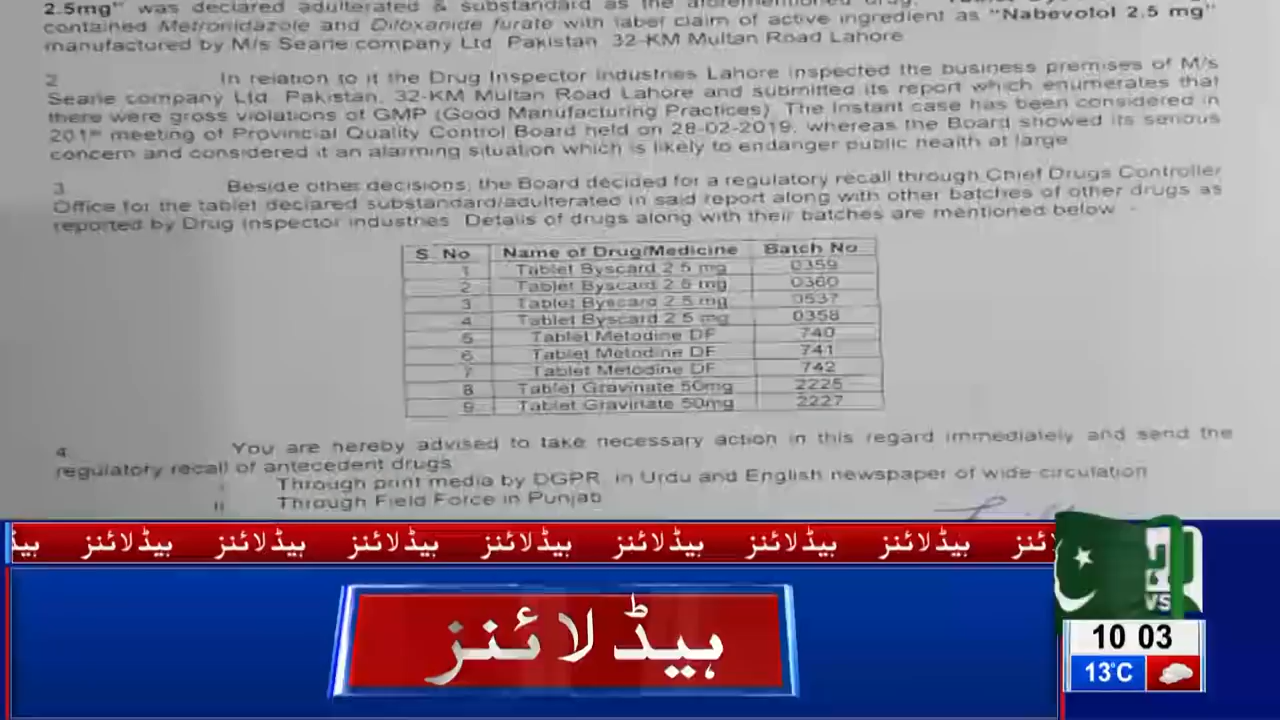 2.5mg" was declared adulterated & substandard as the aforementioned drug
contained Metronidazole and Diloxanide furate with label claim of active ingredient as "Nabevolol 2.5 mg"
manufactured by M/s Searle company Ltd. Pakistan. 32-KM Multan Road Lahore
2 In relation to it the Drug Inspector Industries Lahore inspected the business premises of M/s
Searle company Ltd. Pakistan. 32-KM Multan Road Lahore and submitted its report which enumerates that
there were gross violations of GMP (Good Manufacturing Practices). The Instant case has been considered in
201st meeting of Provincial Quality Control Board held on 28-02-2019, whereas the Board showed its serious
concern and considered it an alarming situation which is likely to endanger public health at large
3 Beside other decisions, the Board decided for a regulatory recall through Chief Drugs Controller
Office for the tablet declared substandard/adulterated in said report along with other batches of other drugs as
reported by Drug inspector industries. Details of drugs along with their batches are mentioned below -
S. No Name of Drug/Medicine Batch No
1 Tablet Byscard 2.5 mg 0359
2 Tablet Byscard 2.5 mg 0360
3 Tablet Byscard 2.5 mg 0537
4 Tablet Byscard 2.5 mg 0358
5 Tablet Metodine DF 740
6 Tablet Metodine DF 741
7 Tablet Metodine DF 742
8 Tablet Gravinate 50mg 2225
9 Tablet Gravinate 50mg 2227
4 You are hereby advised to take necessary action in this regard immediately and send the
regulatory recall of antecedent drugs
i Through print media by DGPR. in Urdu and English newspaper of wide circulation
ii Through Field Force in Punjab
ہیڈلائنز ہیڈلائنز ہیڈلائنز ہیڈلائنز ہیڈلائنز ہیڈلائنز ہیڈلائنز
ہیڈلائنز
VS
10 03
13°C